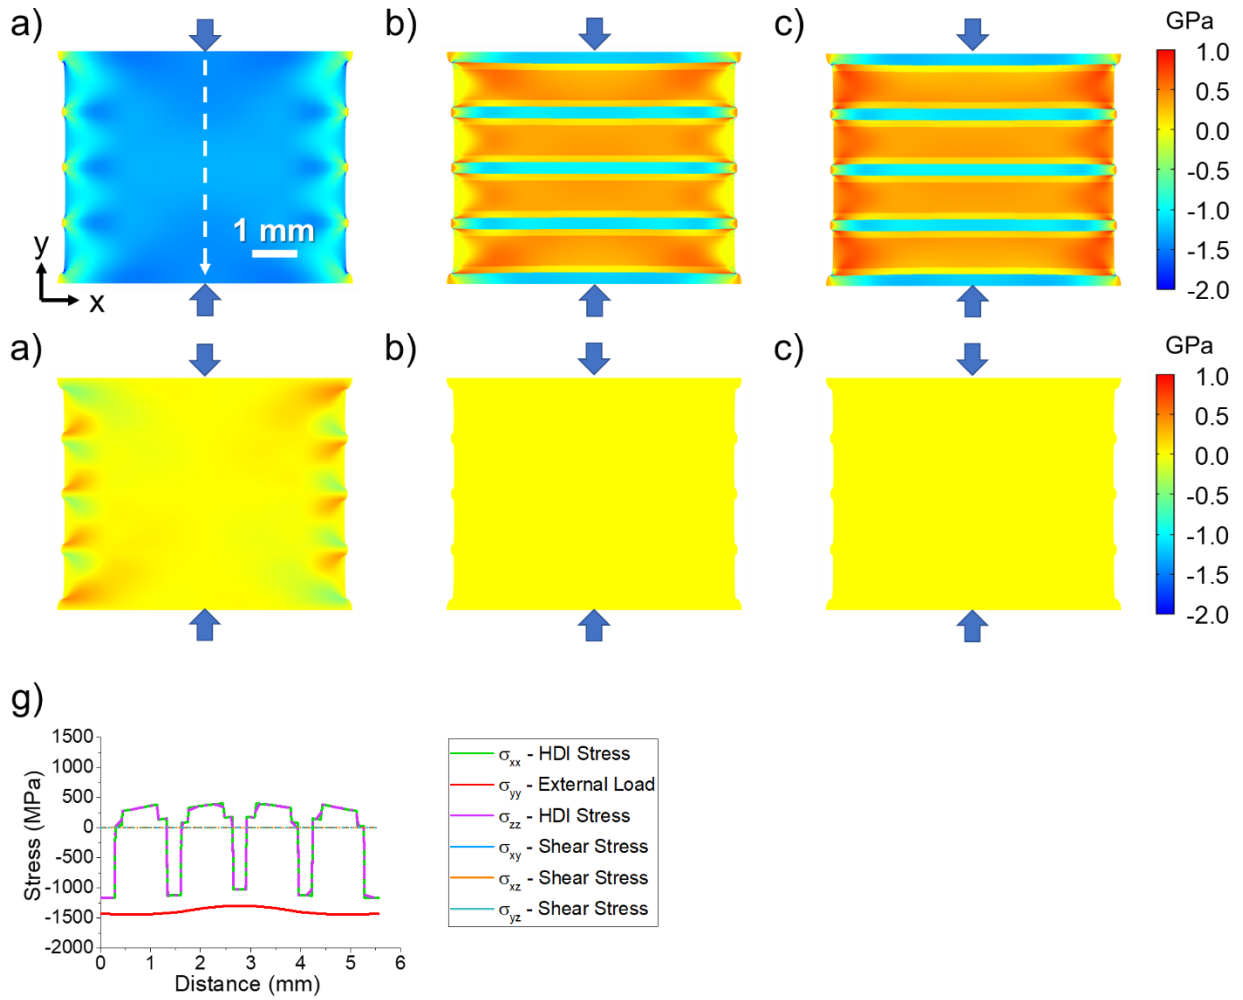 a)
b)
c)
GPa
1.0
0.5
0.0
-0.5
-1.0
-1.5
-2.0
1 mm
y
x
a)
b)
c)
GPa
1.0
0.5
0.0
-0.5
-1.0
-1.5
-2.0
g)
Stress (MPa)
1500
1000
500
0
-500
-1000
-1500
-2000
0 1 2 3 4 5 6
Distance (mm)
σxx - HDI Stress
σyy - External Load
σzz - HDI Stress
σxy - Shear Stress
σxz - Shear Stress
σyz - Shear Stress